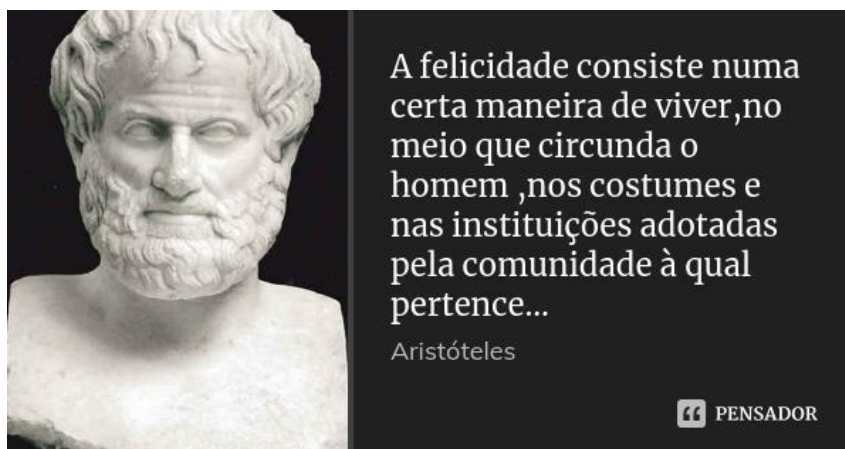 A felicidade consiste numa
certa maneira de viver,no
meio que circunda o
homem ,nos costumes e
nas instituições adotadas
pela comunidade à qual
pertence...
Aristóteles
PENSADOR